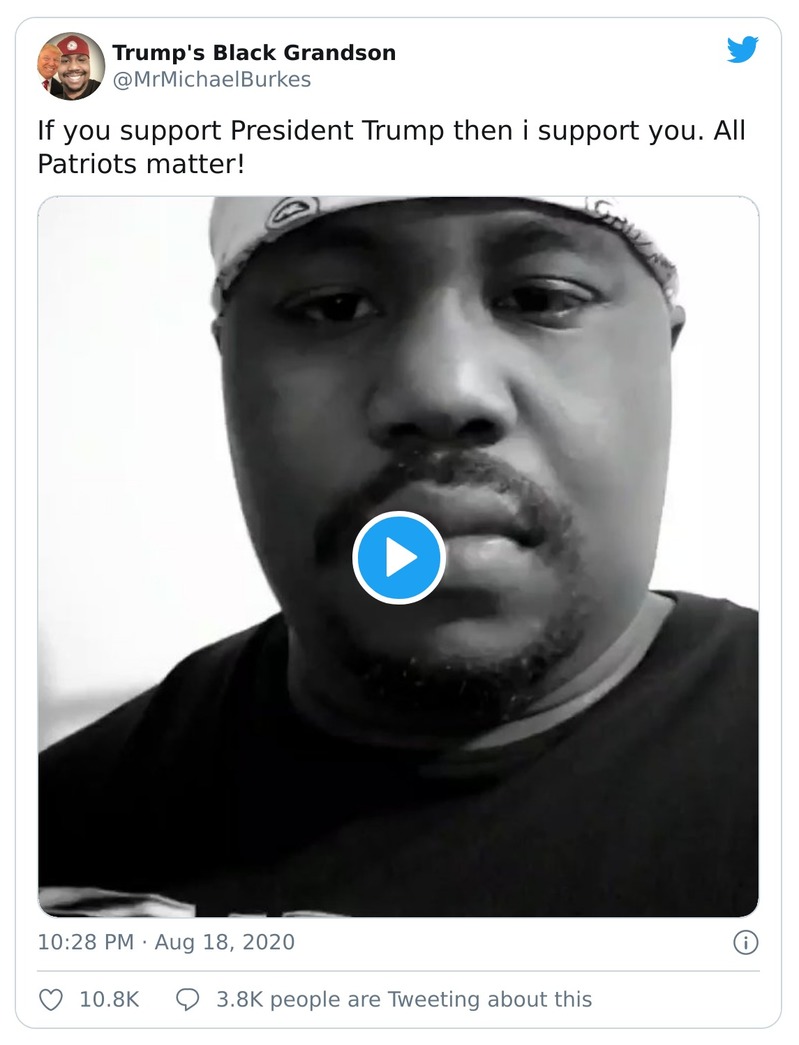 Trump's Black Grandson
@MrMichaelBurkes
If you support President Trump then i support you. All
Patriots matter!
10:28 PM · Aug 18, 2020
10.8K
3.8K people are Tweeting about this